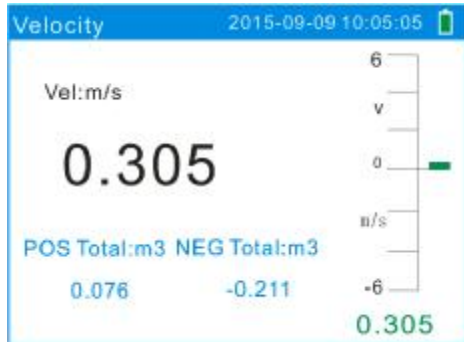 Velocity 2015-09-09 10:05:05
6
Vel:m/s
v
0.305
0
m/s
POS Total:m3 NEG Total:m3
0.076 -0.211
-6
0.305